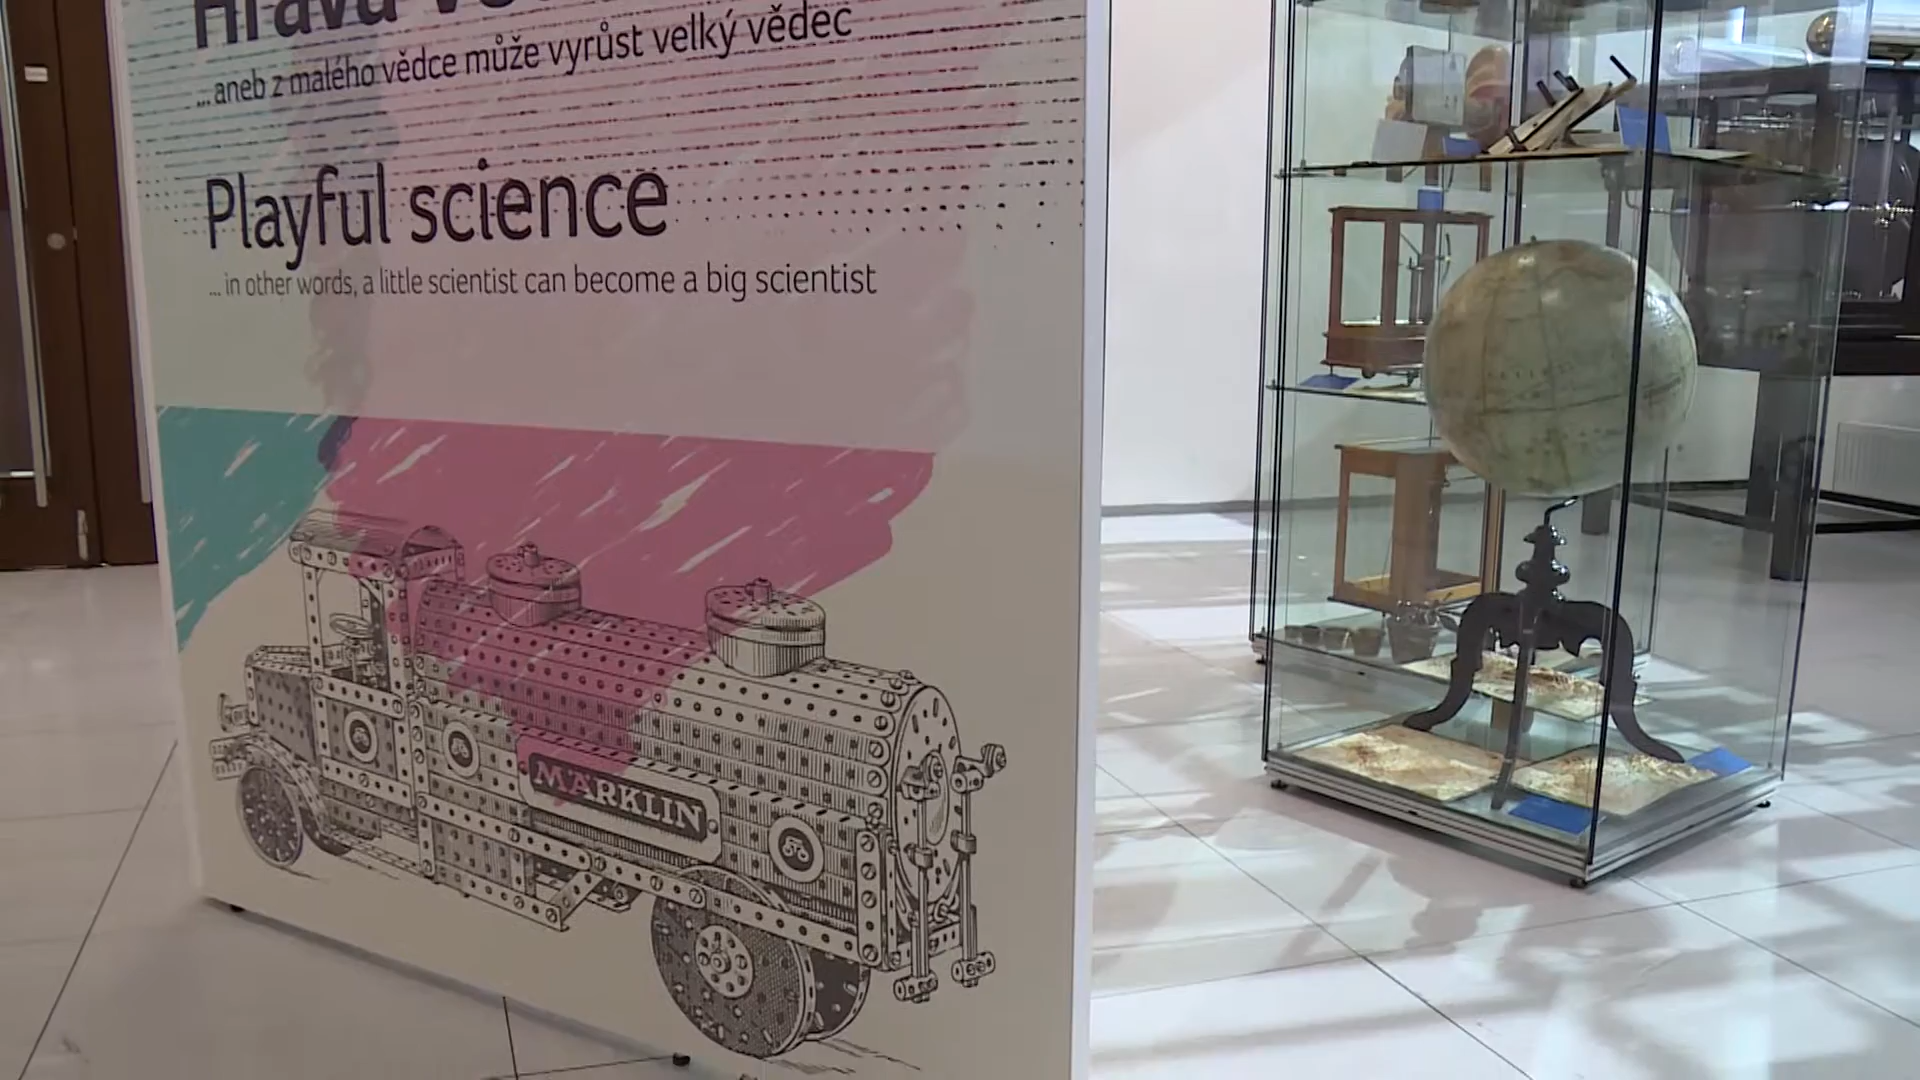 Hravá
...aneb z malého vědce může vyrůst velký vědec
Playful science
... in other words, a little scientist can become a big scientist
MÄRKLIN